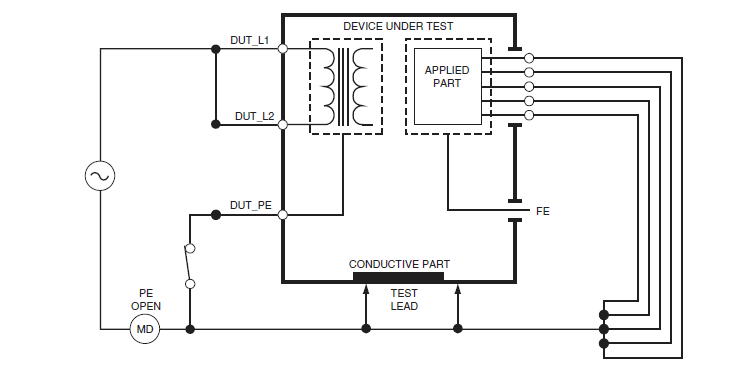 DEVICE UNDER TEST
DUT_L1
APPLIED
PART
DUT_L2
DUT_PE
FE
CONDUCTIVE PART
PE
OPEN
TEST
LEAD
MD